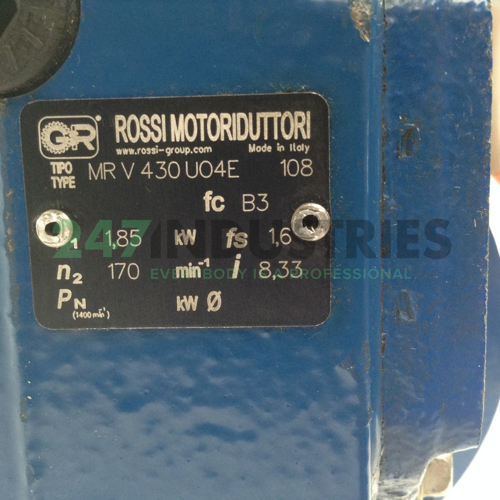 GR ROSSI MOTORIDUTTORI
www.rossi-group.com Made in Italy
TIPO
TYPE MR V 430 UO4E 108
fc B3
1 1,85 kW fs 1,6
n2 170 min-1 i 8,33
PN kW Ø
(1400 min-1)
247 INDUSTRIES
EVERYBODY IS A PROFESSIONAL